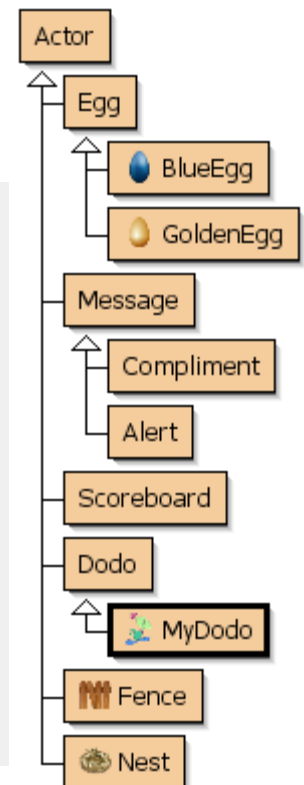 Actor
Egg
BlueEgg
GoldenEgg
Message
Compliment
Alert
Scoreboard
Dodo
MyDodo
Fence
Nest